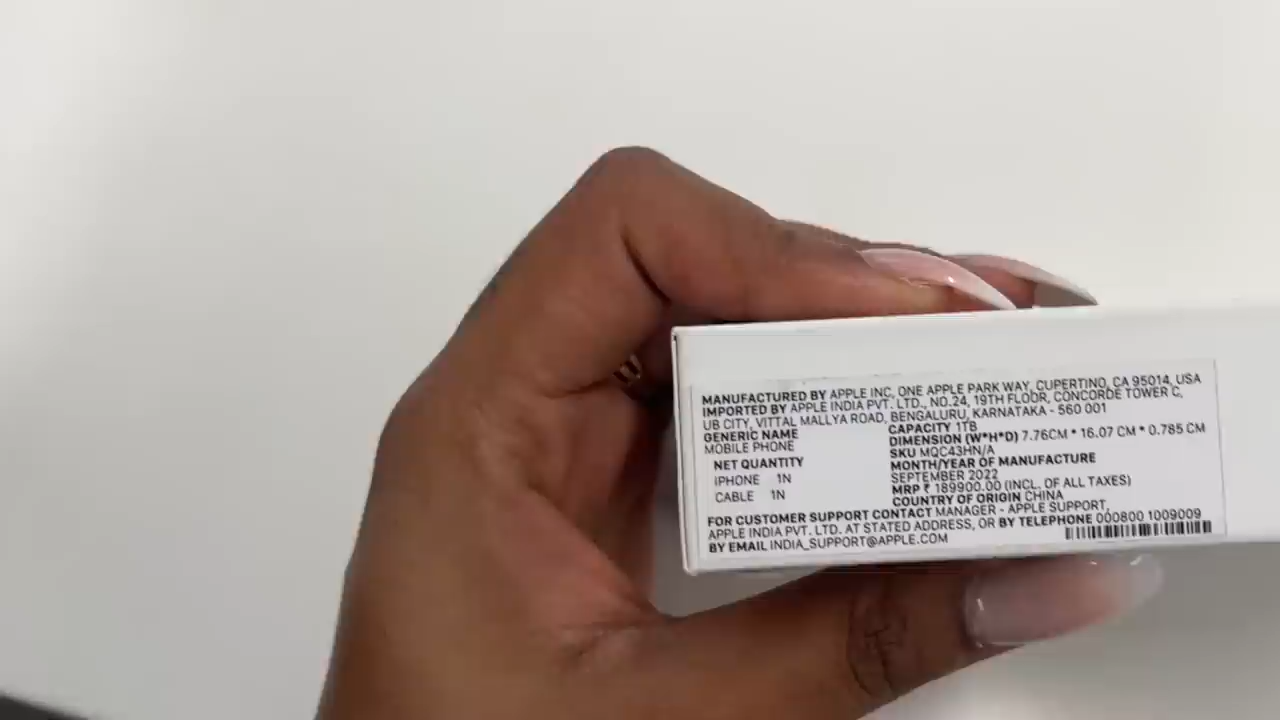 MANUFACTURED BY APPLE INC, ONE APPLE PARK WAY, CUPERTINO, CA 95014, USA
IMPORTED BY APPLE INDIA PVT. LTD., NO.24, 19TH FLOOR, CONCORDE TOWER C,
UB CITY, VITTAL MALLYA ROAD, BENGALURU, KARNATAKA - 560 001
GENERIC NAME
MOBILE PHONE
NET QUANTITY
IPHONE 1N
CABLE 1N
CAPACITY 1TB
DIMENSION (W*H*D) 7.76CM * 16.07 CM * 0.785 CM
SKU MQC43HN/A
MONTH/YEAR OF MANUFACTURE
SEPTEMBER 2022
MRP ₹ 189900.00 (INCL. OF ALL TAXES)
COUNTRY OF ORIGIN CHINA
FOR CUSTOMER SUPPORT CONTACT MANAGER - APPLE SUPPORT,
APPLE INDIA PVT. LTD. AT STATED ADDRESS, OR BY TELEPHONE 000800 1009009
BY EMAIL INDIA_SUPPORT@APPLE.COM